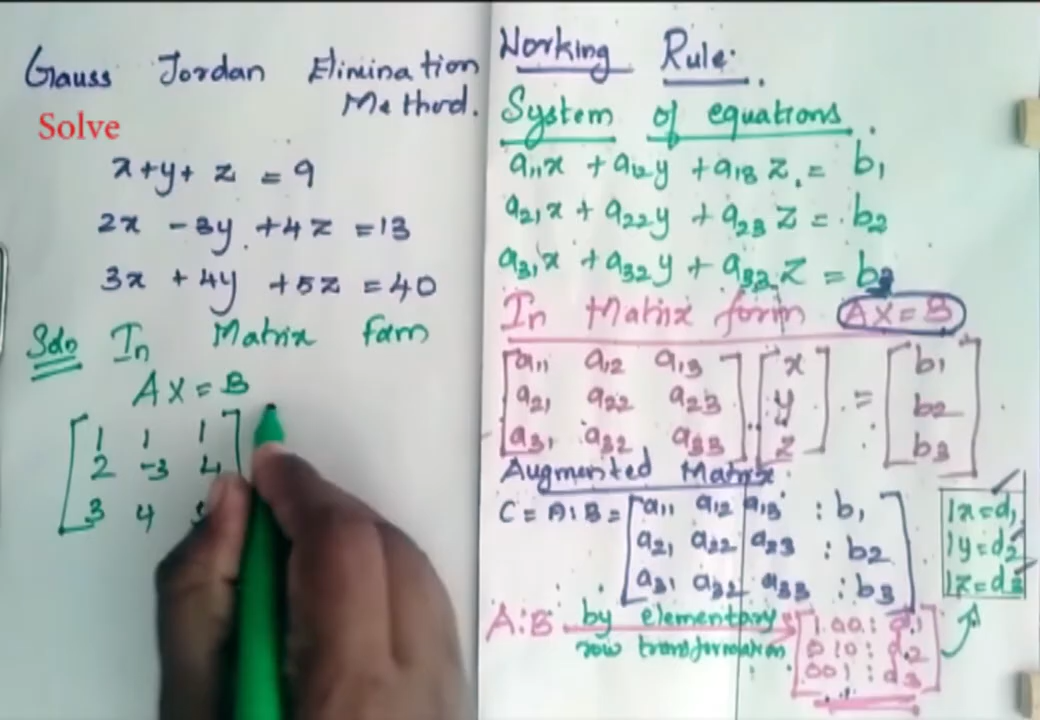 Gauss Jordan Elimination
Method.
Solve
x+y+ z = 9
2x -3y +4z =13
3x +4y +5z =40
Soln In Matrix Form
AX=B
1 1 1
2 -3 4
3 4 5
Working Rule:
System of equations.
a11x + a12y + a13 z = b1
a21x + a22y + a23 z = b2
a31x + a32y + a33 z = b3
In Matrix form AX=B
a11 a12 a13 x = b1
a21 a22 a23 y b2
a31 a32 a33 z b3
Augmented Matrix
C = A:B = a11 a12 a13 : b1
a21 a22 a23 : b2
a31 a32 a33 : b3
1x=d1
1y=d2
1z=d3
A:B by elementary
row transformation
1 0 0 : d1
0 1 0 : d2
0 0 1 : d3